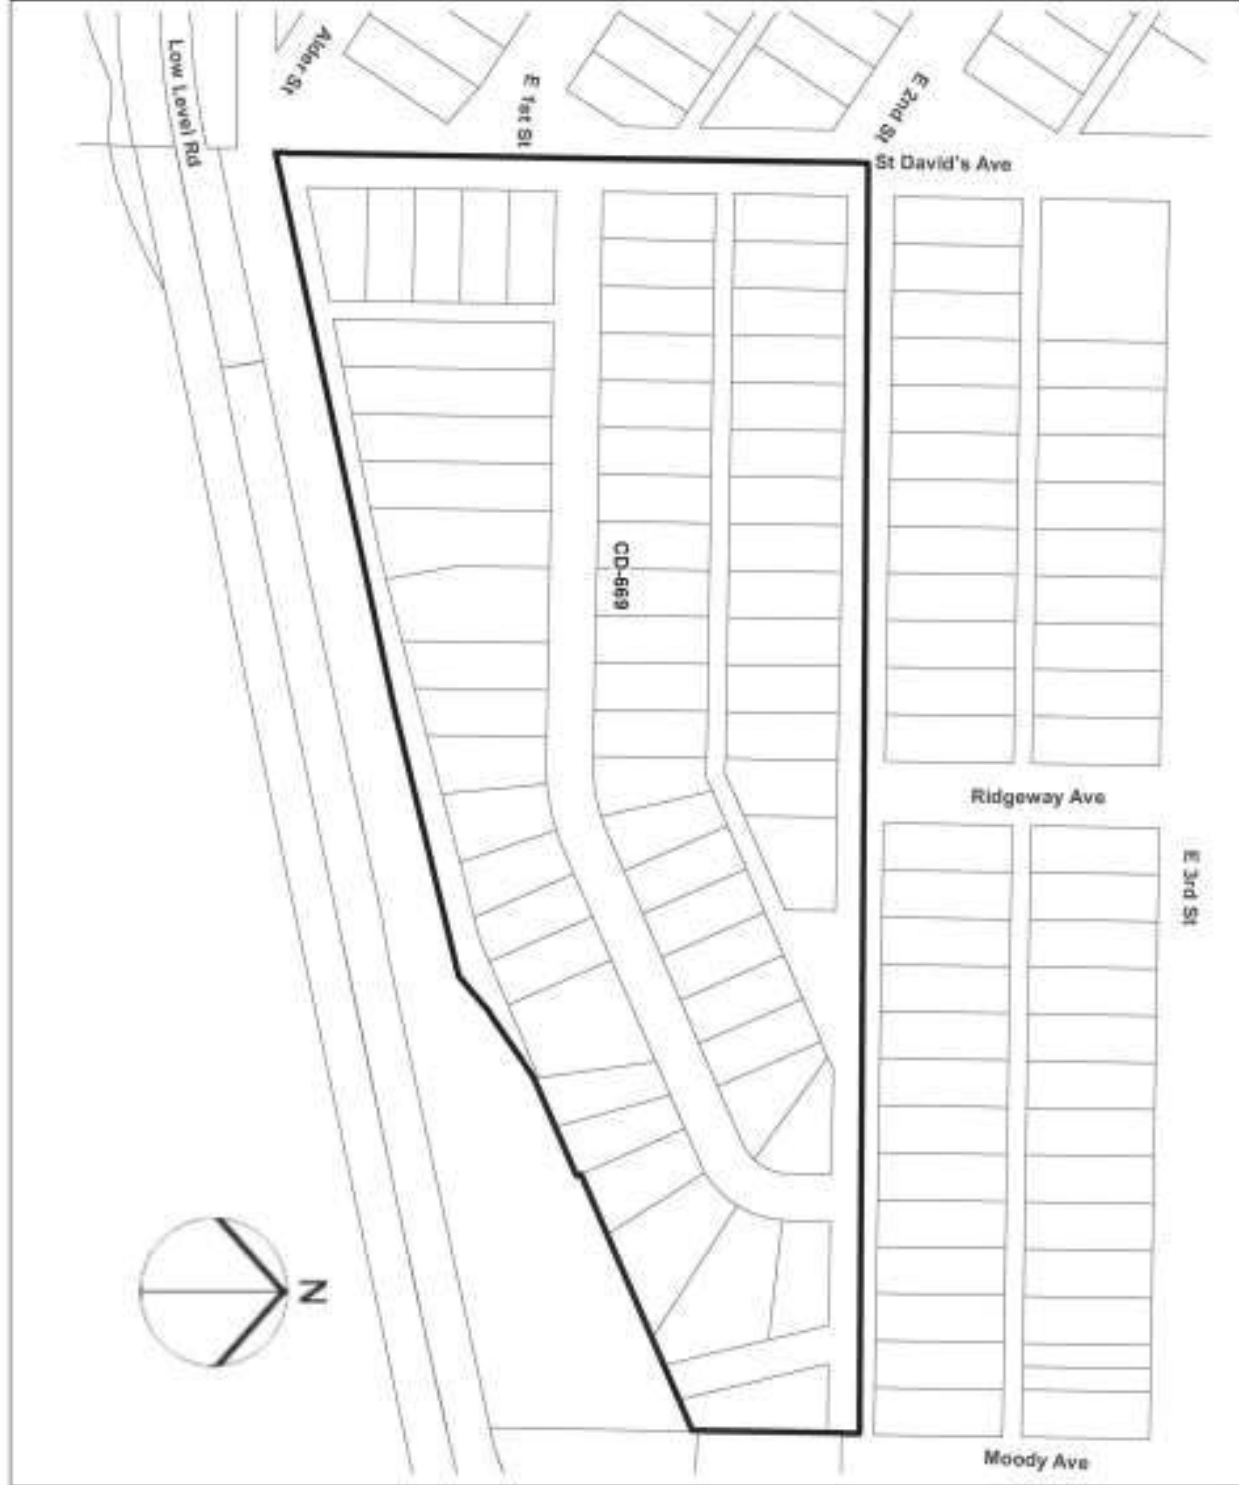 Low Level Rd
Alder St
E 1st St
E 2nd St
St David's Ave
CD-669
Ridgeway Ave
E 3rd St
N
Moody Ave